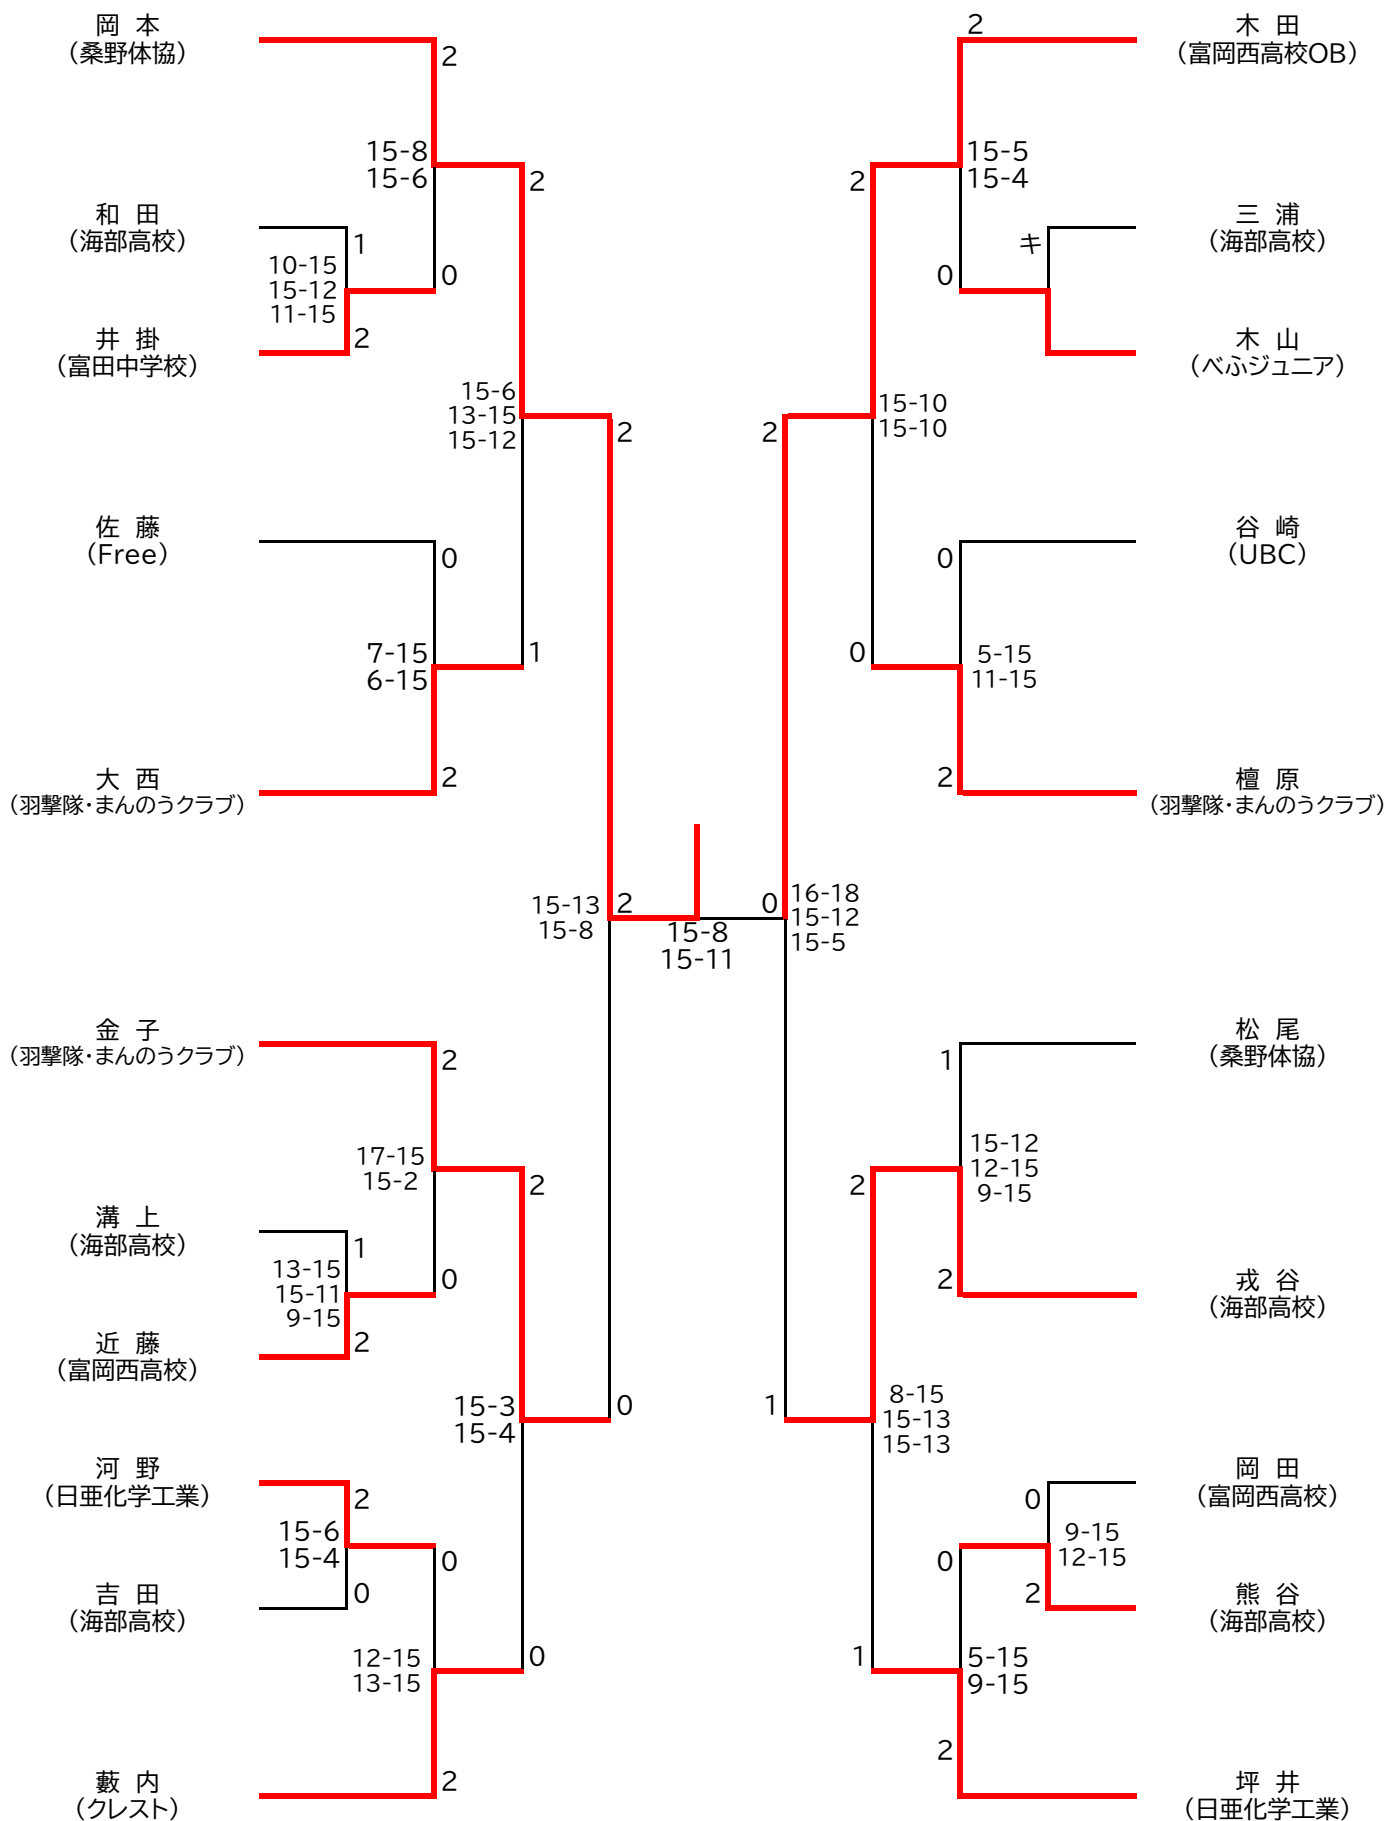 岡 本
（桑野体協）
2
15-8
15-6
2
和 田
（海部高校）
1
10-15
15-12
11-15
0
井 掛
（富田中学校）
2
15-6
13-15
15-12
2
佐 藤
（Free）
0
7-15
6-15
1
大 西
（羽撃隊・まんのうクラブ）
2
15-13
15-8
2
15-8
15-11
金 子
（羽撃隊・まんのうクラブ）
2
17-15
15-2
2
溝 上
（海部高校）
1
13-15
15-11
9-15
0
近 藤
（富岡西高校）
2
15-3
15-4
0
河 野
（日亜化学工業）
2
15-6
15-4
0
吉 田
（海部高校）
0
12-15
13-15
0
藪 内
（クレスト）
2
2
木 田
（富岡西高校OB）
2
15-5
15-4
三 浦
（海部高校）
キ
0
木 山
（べふジュニア）
2
15-10
15-10
谷 崎
（UBC）
0
0
5-15
11-15
2
檀 原
（羽撃隊・まんのうクラブ）
0
16-18
15-12
15-5
松 尾
（桑野体協）
1
15-12
12-15
9-15
2
2
戎 谷
（海部高校）
1
8-15
15-13
15-13
岡 田
（富岡西高校）
0
9-15
12-15
0
2
熊 谷
（海部高校）
1
5-15
9-15
2
坪 井
（日亜化学工業）